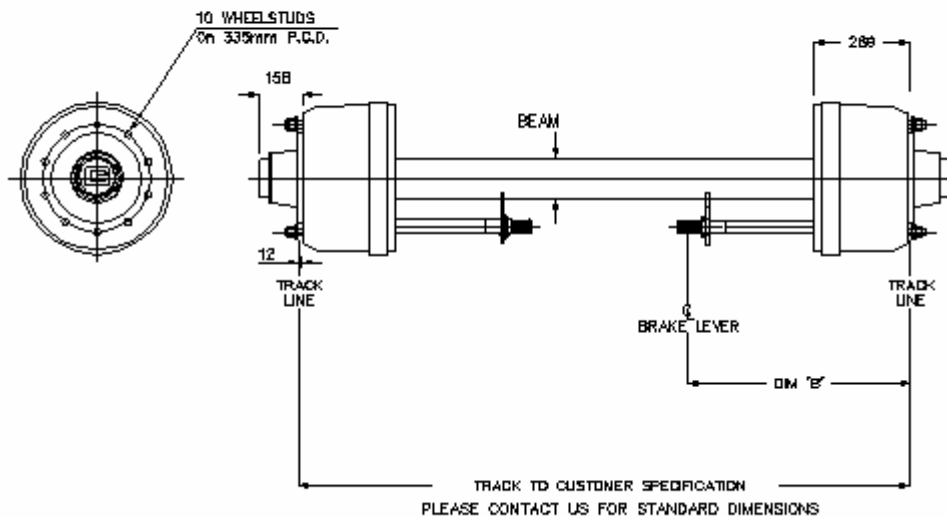 10 WHEELSTUDS
On 335mm P.C.D.
158
269
BEAM
12
TRACK
LINE
TRACK
LINE
BRAKE LEVER
DIM "B"
TRACK TO CUSTOMER SPECIFICATION
PLEASE CONTACT US FOR STANDARD DIMENSIONS